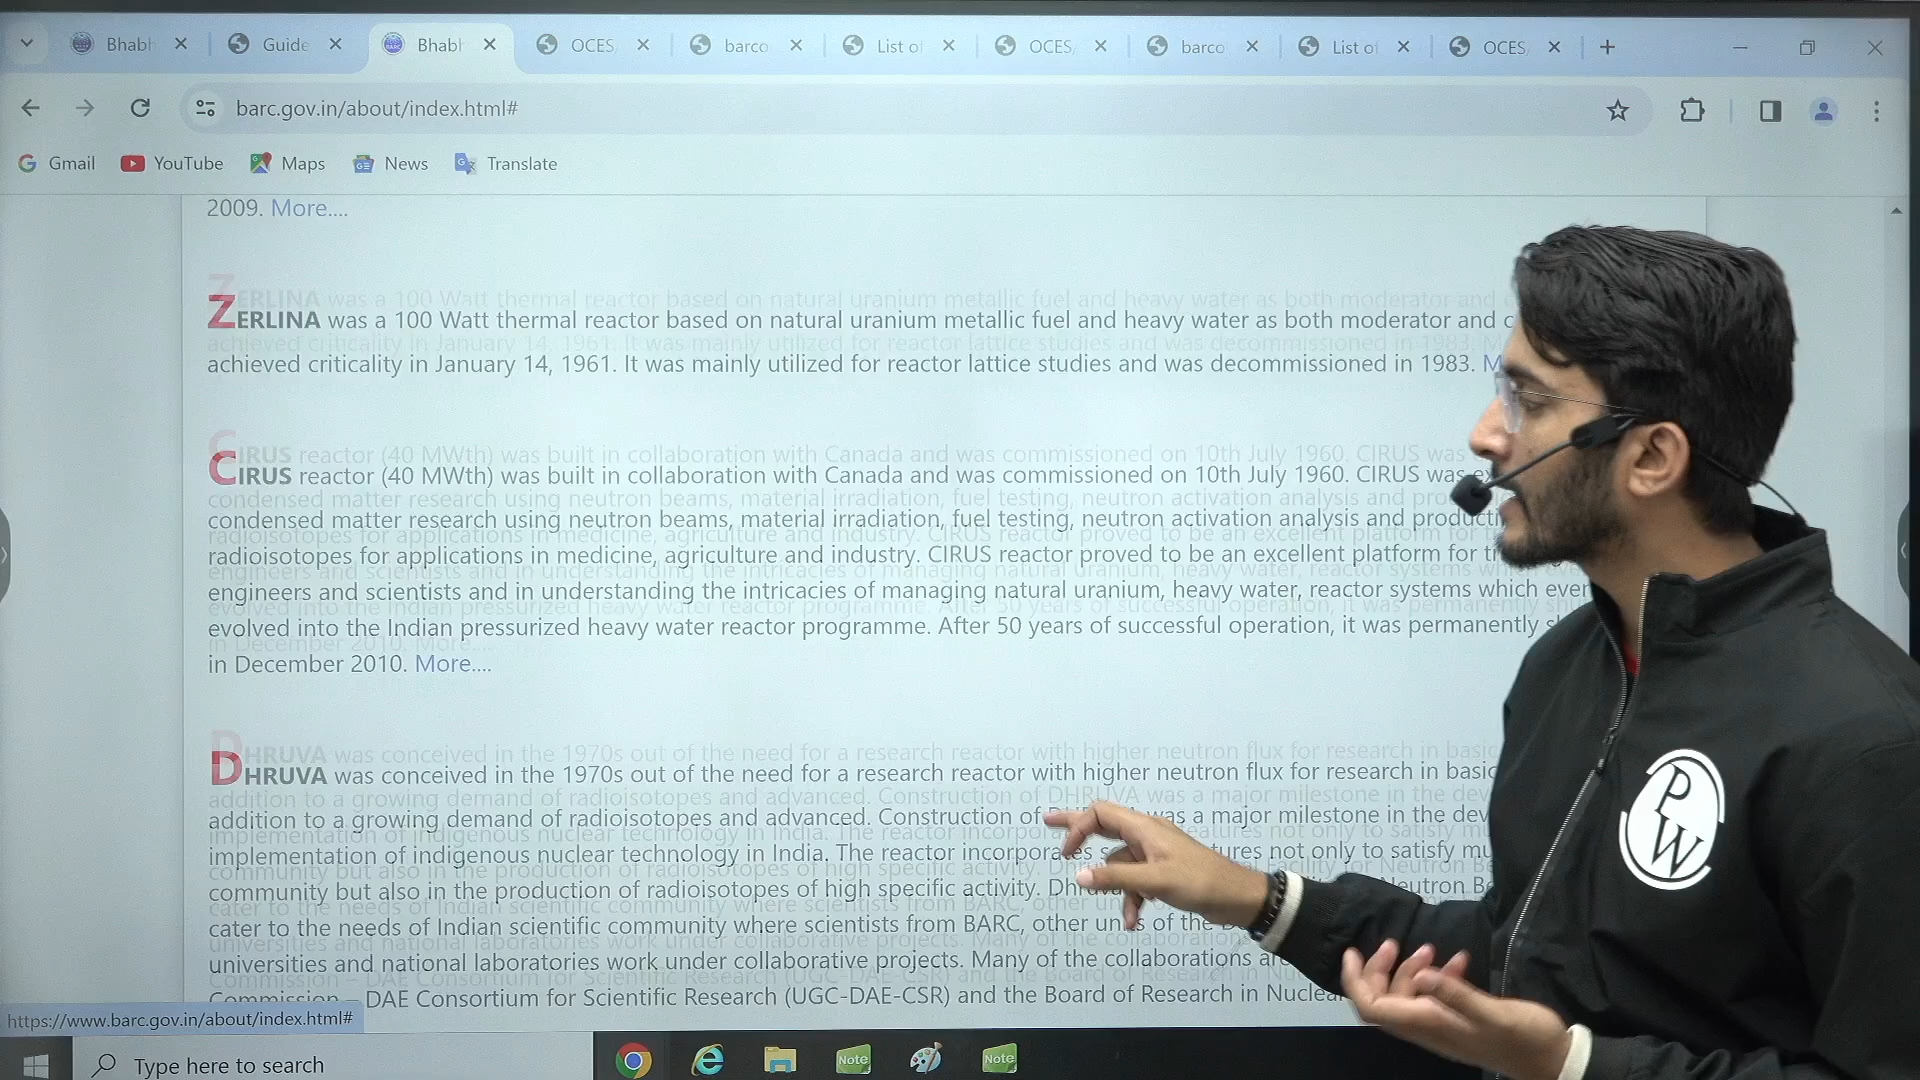 Bhabh
Guide
Bhabh
OCES
barco
List of
OCES
barco
List of
OCES
barc.gov.in/about/index.html#
Gmail
YouTube
Maps
News
Translate
2009. More....
ZERLINA was a 100 Watt thermal reactor based on natural uranium metallic fuel and heavy water as both moderator and
achieved criticality in January 14, 1961. It was mainly utilized for reactor lattice studies and was decommissioned in 1983.
CIRUS reactor (40 MWth) was built in collaboration with Canada and was commissioned on 10th July 1960. CIRUS was
condensed matter research using neutron beams, material irradiation, fuel testing, neutron activation analysis and
radioisotopes for applications in medicine, agriculture and industry. CIRUS reactor proved to be an excellent platform for
engineers and scientists and in understanding the intricacies of managing natural uranium, heavy water, reactor systems which
evolved into the Indian pressurized heavy water reactor programme. After 50 years of successful operation, it was permanently
in December 2010. More....
DHRUVA was conceived in the 1970s out of the need for a research reactor with higher neutron flux for research in basic
addition to a growing demand of radioisotopes and advanced. Construction of DHRUVA was a major milestone in the
implementation of indigenous nuclear technology in India. The reactor incorporates not only to satisfy
community but also in the production of radioisotopes of high specific activity. Dhruva Neutron
cater to the needs of Indian scientific community where scientists from BARC, other units of the
universities and national laboratories work under collaborative projects. Many of the collaborations are
Commission – DAE Consortium for Scientific Research (UGC-DAE-CSR) and the Board of Research in Nuclear
https://www.barc.gov.in/about/index.html#
Type here to search
Note
Note
PW